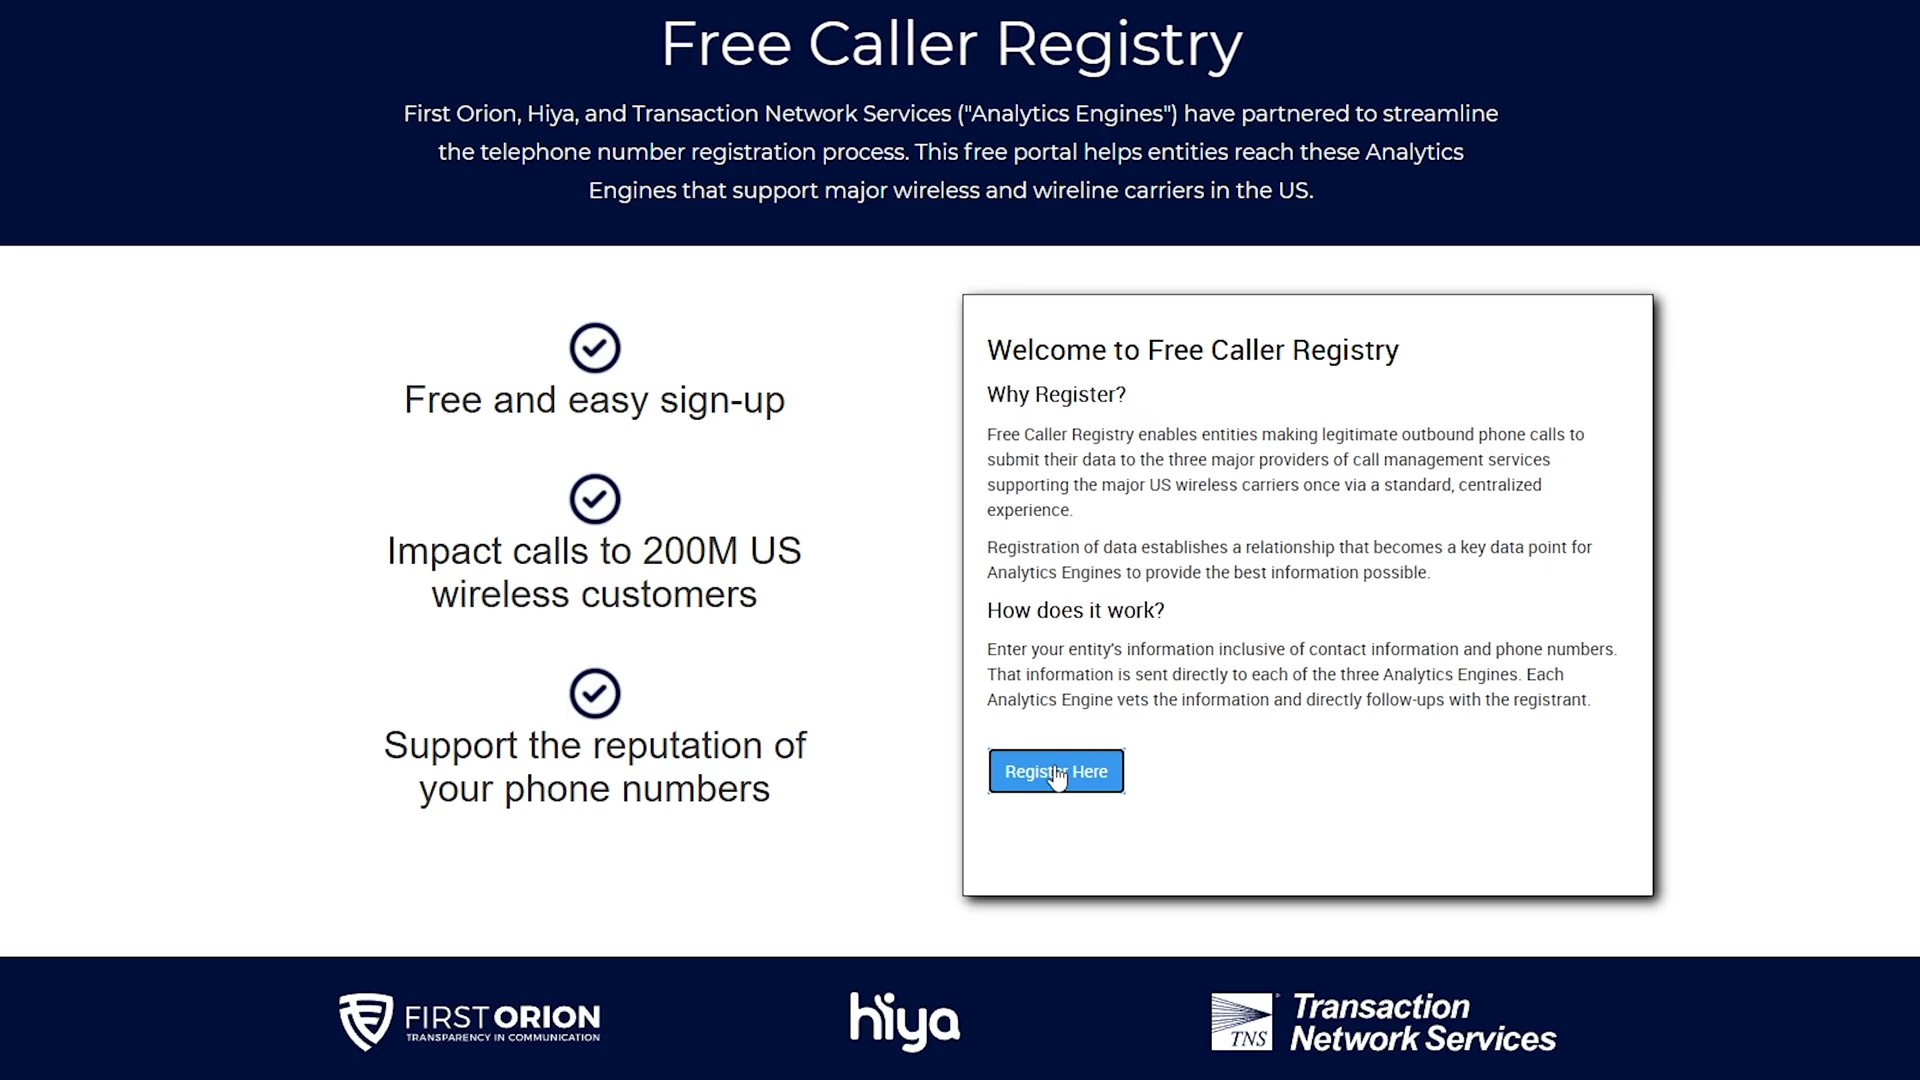 Free Caller Registry
First Orion, Hiya, and Transaction Network Services ("Analytics Engines") have partnered to streamline
the telephone number registration process. This free portal helps entities reach these Analytics
Engines that support major wireless and wireline carriers in the US.
Free and easy sign-up
Impact calls to 200M US
wireless customers
Support the reputation of
your phone numbers
Welcome to Free Caller Registry
Why Register?
Free Caller Registry enables entities making legitimate outbound phone calls to
submit their data to the three major providers of call management services
supporting the major US wireless carriers once via a standard, centralized
experience.
Registration of data establishes a relationship that becomes a key data point for
Analytics Engines to provide the best information possible.
How does it work?
Enter your entity's information inclusive of contact information and phone numbers.
That information is sent directly to each of the three Analytics Engines. Each
Analytics Engine vets the information and directly follow-ups with the registrant.
Register Here
FIRST ORION
TRANSPARENCY IN COMMUNICATION
hiya
TNS
Transaction
Network Services